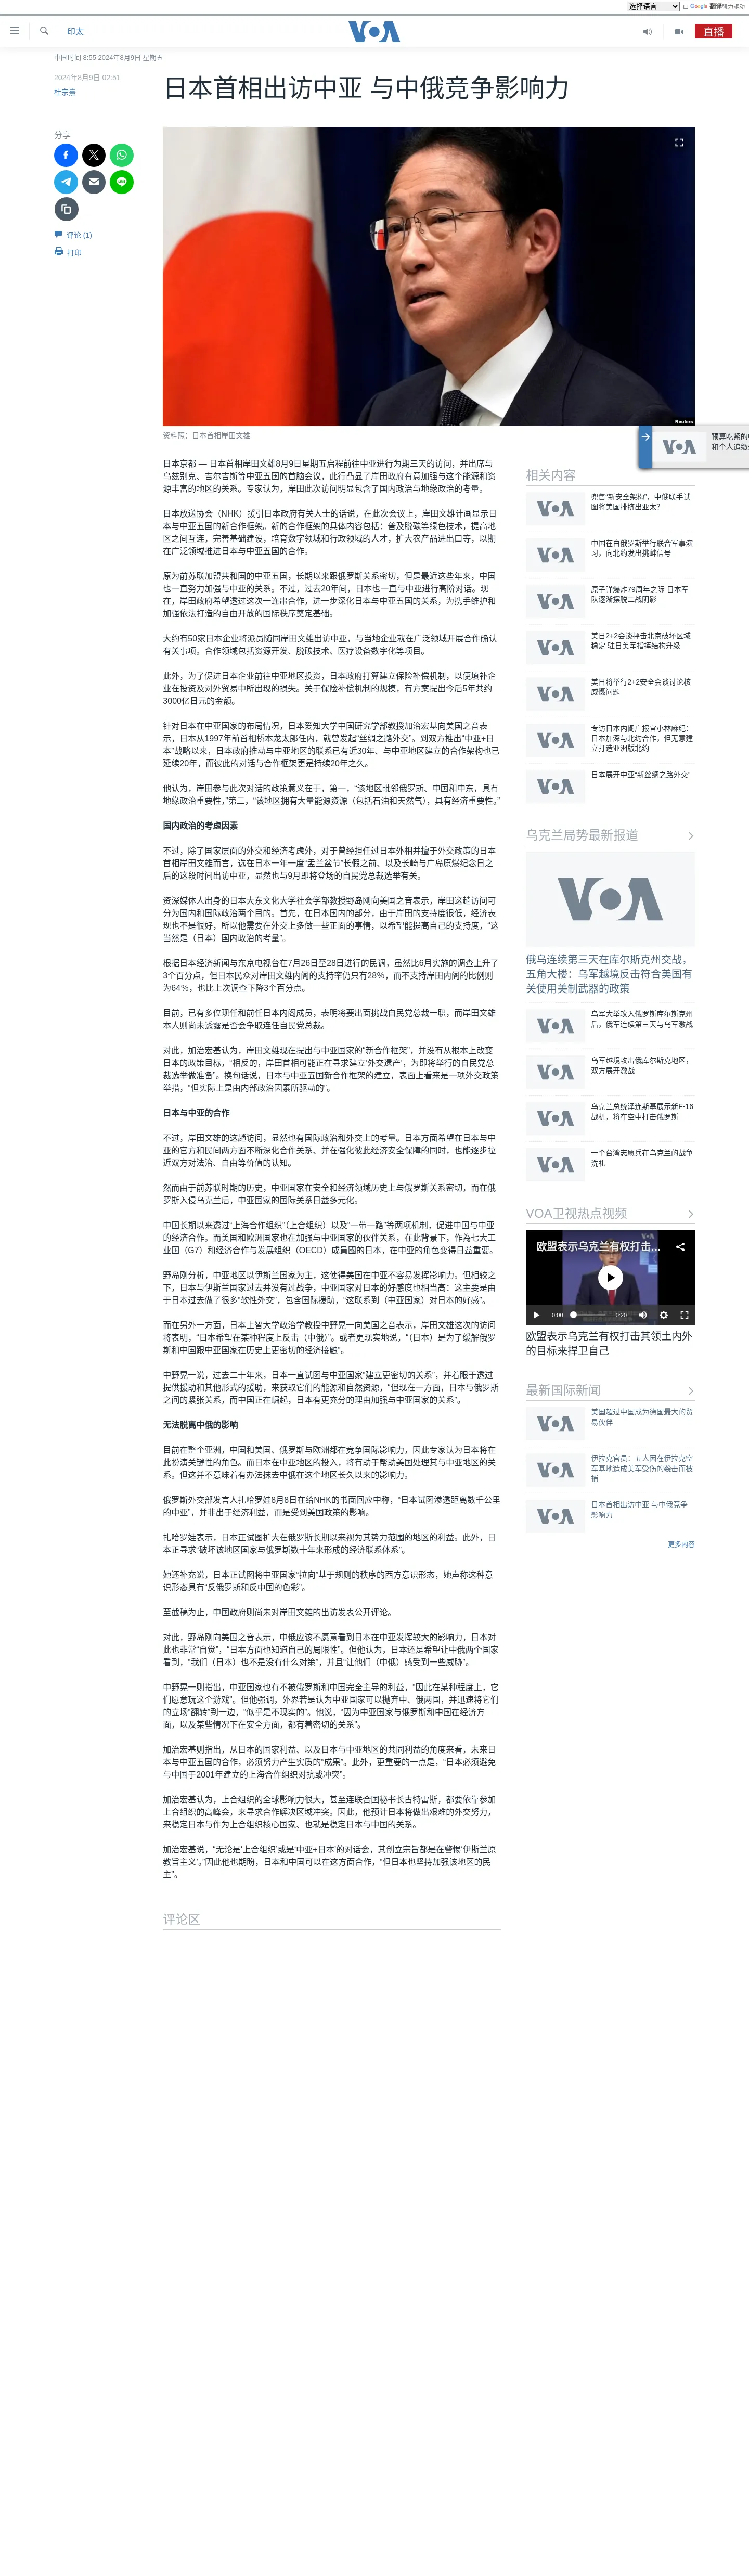 选择语言
由 Google 翻译强力驱动
印太
VOA
直播
中国时间 8:55 2024年8月9日 星期五
2024年8月9日 02:51
杜宗熹
日本首相出访中亚 与中俄竞争影响力
分享
评论 (1)
打印
Reuters
资料照：日本首相岸田文雄
日本京都 — 日本首相岸田文雄8月9日星期五启程前往中亚进行为期三天的访问，并出席与
乌兹别克、吉尔吉斯等中亚五国的首脑会议，此行凸显了岸田政府有意加强与这个能源和资
源丰富的地区的关系。专家认为，岸田此次访问明显包含了国内政治与地缘政治的考量。
日本放送协会（NHK）援引日本政府有关人士的话说，在此次会议上，岸田文雄计画显示日
本与中亚五国的新合作框架。新的合作框架的具体内容包括：普及脱碳等绿色技术，提高地
区之间互连，完善基础建设，培育数字领域和行政领域的人才，扩大农产品进出口等，以期
在广泛领域推进日本与中亚五国的合作。
原为前苏联加盟共和国的中亚五国，长期以来跟俄罗斯关系密切，但是最近这些年来，中国
也一直努力加强与中亚的关系。不过，过去20年间，日本也一直与中亚进行高阶对话。现
在，岸田政府希望透过这次一连串合作，进一步深化日本与中亚五国的关系，为携手维护和
加强依法打造的自由开放的国际秩序奠定基础。
大约有50家日本企业将派员随同岸田文雄出访中亚，与当地企业就在广泛领域开展合作确认
有关事项。合作领域包括资源开发、脱碳技术、医疗设备数字化等项目。
此外，为了促进日本企业前往中亚地区投资，日本政府打算建立保险补偿机制，以便填补企
业在投资及对外贸易中所出现的损失。关于保险补偿机制的规模，有方案提出今后5年共约
3000亿日元的金额。
针对日本在中亚国家的布局情况，日本爱知大学中国研究学部教授加治宏基向美国之音表
示，日本从1997年前首相桥本龙太郎任内，就曾发起“丝绸之路外交”。到双方推出“中亚+日
本”战略以来，日本政府推动与中亚地区的联系已有近30年、与中亚地区建立的合作架构也已
延续20年，而彼此的对话与合作框架更是持续20年之久。
他认为，岸田参与此次对话的政策意义在于，第一，“该地区毗邻俄罗斯、中国和中东，具有
地缘政治重要性，”第二，“该地区拥有大量能源资源（包括石油和天然气），具有经济重要性。”
国内政治的考虑因素
不过，除了国家层面的外交和经济考虑外，对于曾经担任过日本外相并擅于外交政策的日本
首相岸田文雄而言，选在日本一年一度“盂兰盆节”长假之前、以及长崎与广岛原爆纪念日之
后的这段时间出访中亚，显然也与9月即将登场的自民党总裁选举有关。
资深媒体人出身的日本大东文化大学社会学部教授野岛刚向美国之音表示，岸田这趟访问可
分为国内和国际政治两个目的。首先，在日本国内的部分，由于岸田的支持度很低，经济表
现也不是很好，所以他需要在外交上多做一些正面的事情，以希望能提高自己的支持度，“这
当然是（日本）国内政治的考量”。
根据日本经济新闻与东京电视台在7月26日至28日进行的民调，虽然比6月实施的调查上升了
3个百分点，但日本民众对岸田文雄内阁的支持率仍只有28%，而不支持岸田内阁的比例则
为64%，也比上次调查下降3个百分点。
目前，已有多位现任和前任日本内阁成员，表明将要出面挑战自民党总裁一职，而岸田文雄
本人则尚未透露是否会争取连任自民党总裁。
对此，加治宏基认为，岸田文雄现在提出与中亚国家的“新合作框架”，并没有从根本上改变
日本的政策目标，“相反的，岸田首相可能正在寻求建立‘外交遗产’，为即将举行的自民党总
裁选举做准备”。换句话说，日本与中亚五国新合作框架的建立，表面上看来是一项外交政策
举措，“但实际上是由内部政治因素所驱动的”。
日本与中亚的合作
不过，岸田文雄的这趟访问，显然也有国际政治和外交上的考量。日本方面希望在日本与中
亚的官方和民间两方面不断深化合作关系、并在强化彼此经济安全保障的同时，也能逐步拉
近双方对法治、自由等价值的认知。
然而由于前苏联时期的历史，中亚国家在安全和经济领域历史上与俄罗斯关系密切，而在俄
罗斯入侵乌克兰后，中亚国家的国际关系日益多元化。
中国长期以来透过“上海合作组织”（上合组织）以及“一带一路”等两项机制，促进中国与中亚
的经济合作。而美国和欧洲国家也在加强与中亚国家的伙伴关系，在此背景下，作為七大工
业国（G7）和经济合作与发展组织（OECD）成員國的日本，在中亚的角色变得日益重要。
野岛刚分析，中亚地区以伊斯兰国家为主，这使得美国在中亚不容易发挥影响力。但相较之
下，日本与伊斯兰国家过去并没有过战争，中亚国家对日本的好感度也相当高：这主要是由
于日本过去做了很多“软性外交”，包含国际援助，“这联系到（中亚国家）对日本的好感”。
而在另外一方面，日本上智大学政治学教授中野晃一向美国之音表示，岸田文雄这次的访问
将表明，“日本希望在某种程度上反击（中俄）”。或者更现实地说，“（日本）是为了缓解俄罗
斯和中国跟中亚国家在历史上更密切的经济接触”。
中野晃一说，过去二十年来，日本一直试图与中亚国家“建立更密切的关系”，并着眼于透过
提供援助和其他形式的援助，来获取它们的能源和自然资源，“但现在一方面，日本与俄罗斯
之间的紧张关系，而中国正在崛起，日本有更充分的理由加强与中亚国家的关系”。
无法脱离中俄的影响
目前在整个亚洲，中国和美国、俄罗斯与欧洲都在竞争国际影响力，因此专家认为日本将在
此扮演关键性的角色。而日本在中亚地区的投入，将有助于帮助美国处理其与中亚地区的关
系。但这并不意味着有办法抹去中俄在这个地区长久以来的影响力。
俄罗斯外交部发言人扎哈罗娃8月8日在给NHK的书面回应中称，“日本试图渗透距离数千公里
的中亚”，并非出于经济利益，而是受到美国政策的影响。
扎哈罗娃表示，日本正试图扩大在俄罗斯长期以来视为其势力范围的地区的利益。此外，日
本正寻求“破坏该地区国家与俄罗斯数十年来形成的经济联系体系”。
她还补充说，日本正试图将中亚国家“拉向”基于规则的秩序的西方意识形态，她声称这种意
识形态具有“反俄罗斯和反中国的色彩”。
至截稿为止，中国政府则尚未对岸田文雄的出访发表公开评论。
对此，野岛刚向美国之音表示，中俄应该不愿意看到日本在中亚发挥较大的影响力，日本对
此也非常“自觉”，“日本方面也知道自己的局限性”。但他认为，日本还是希望让中俄两个国家
看到，“我们（日本）也不是没有什么对策”，并且“让他们（中俄）感受到一些威胁”。
中野晃一则指出，中亚国家也有不被俄罗斯和中国完全主导的利益，“因此在某种程度上，它
们愿意玩这个游戏”。但他强调，外界若是认为中亚国家可以抛弃中、俄两国，并迅速将它们
的立场“翻转”到一边，“似乎是不现实的”。他说，“因为中亚国家与俄罗斯和中国在经济方
面，以及某些情况下在安全方面，都有着密切的关系”。
加治宏基则指出，从日本的国家利益、以及日本与中亚地区的共同利益的角度来看，未来日
本与中亚五国的合作，必须努力产生实质的“成果”。此外，更重要的一点是，“日本必须避免
与中国于2001年建立的上海合作组织对抗或冲突”。
加治宏基认为，上合组织的全球影响力很大，甚至连联合国秘书长古特雷斯，都要依靠参加
上合组织的高峰会，来寻求合作解决区域冲突。因此，他预计日本将做出艰难的外交努力，
来稳定日本与作为上合组织核心国家、也就是稳定日本与中国的关系。
加治宏基说，“无论是‘上合组织’或是‘中亚+日本’的对话会，其创立宗旨都是在警惕‘伊斯兰原
教旨主义’。”因此他也期盼，日本和中国可以在这方面合作，“但日本也坚持加强该地区的民
主”。
评论区
预算吃紧的
和个人追缴
相关内容
兜售“新安全架构”，中俄联手试
图将美国排挤出亚太？
中国在白俄罗斯举行联合军事演
习，向北约发出挑衅信号
原子弹爆炸79周年之际 日本军
队逐渐摆脱二战阴影
美日2+2会谈抨击北京破坏区域
稳定 驻日美军指挥结构升级
美日将举行2+2安全会谈讨论核
威慑问题
专访日本内阁广报官小林麻纪：
日本加深与北约合作，但无意建
立打造亚洲版北约
日本展开中亚“新丝绸之路外交”
乌克兰局势最新报道
VOA
俄乌连续第三天在库尔斯克州交战，
五角大楼：乌军越境反击符合美国有
关使用美制武器的政策
乌军大举攻入俄罗斯库尔斯克州
后，俄军连续第三天与乌军激战
乌军越境攻击俄库尔斯克地区，
双方展开激战
乌克兰总统泽连斯基展示新F-16
战机，将在空中打击俄罗斯
一个台湾志愿兵在乌克兰的战争
洗礼
VOA卫视热点视频
欧盟表示乌克兰有权打击...
0:00
0:20
欧盟表示乌克兰有权打击其领土内外
的目标来捍卫自己
最新国际新闻
美国超过中国成为德国最大的贸
易伙伴
伊拉克官员：五人因在伊拉克空
军基地造成美军受伤的袭击而被
捕
日本首相出访中亚 与中俄竞争
影响力
更多内容